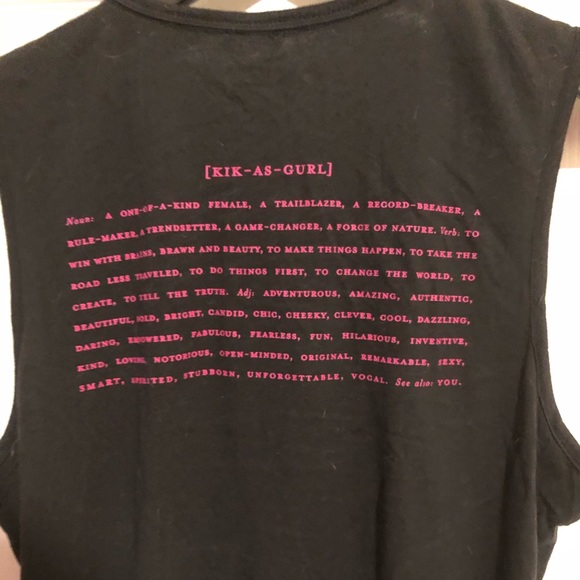 [KIK-AS-GURL]
Noun: A ONE-OF-A-KIND FEMALE, A TRAILBLAZER, A RECORD-BREAKER, A
RULE-MAKER, A TRENDSETTER, A GAME-CHANGER, A FORCE OF NATURE. Verb: TO
WIN WITH BRAINS, BRAWN AND BEAUTY, TO MAKE THINGS HAPPEN, TO TAKE THE
ROAD LESS TRAVELED, TO DO THINGS FIRST, TO CHANGE THE WORLD, TO
CREATE, TO TELL THE TRUTH. Adj: ADVENTUROUS, AMAZING, AUTHENTIC,
BEAUTIFUL, BOLD, BRIGHT, CANDID, CHIC, CHEEKY, CLEVER, COOL, DAZZLING,
DARING, EMPOWERED, FABULOUS, FEARLESS, FUN, HILARIOUS, INVENTIVE,
KIND, LOVING, NOTORIOUS, OPEN-MINDED, ORIGINAL, REMARKABLE, SEXY,
SMART, SPIRITED, STUBBORN, UNFORGETTABLE, VOCAL. See also: YOU.